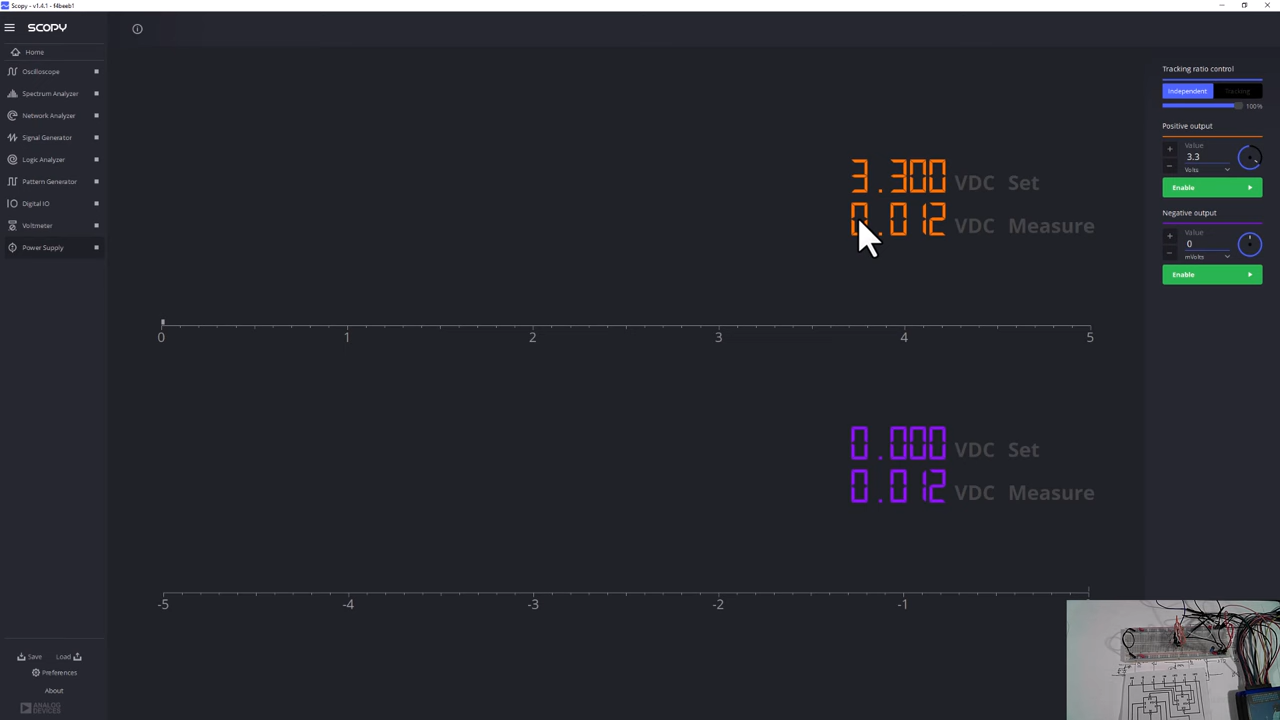 Scopy - v1.4.1 - f4beeb1
SCOPY
Home
Oscilloscope
Spectrum Analyzer
Network Analyzer
Signal Generator
Logic Analyzer
Pattern Generator
Digital IO
Voltmeter
Power Supply
Save Load
Preferences
About
ANALOG DEVICES
3.300 VDC Set
0.012 VDC Measure
0 1 2 3 4 5
0.000 VDC Set
0.012 VDC Measure
-5 -4 -3 -2 -1
Tracking ratio control
Independent Tracking
100%
Positive output
+ Value
3.3
- Volts
Enable
Negative output
+ Value
0
- mVolts
Enable